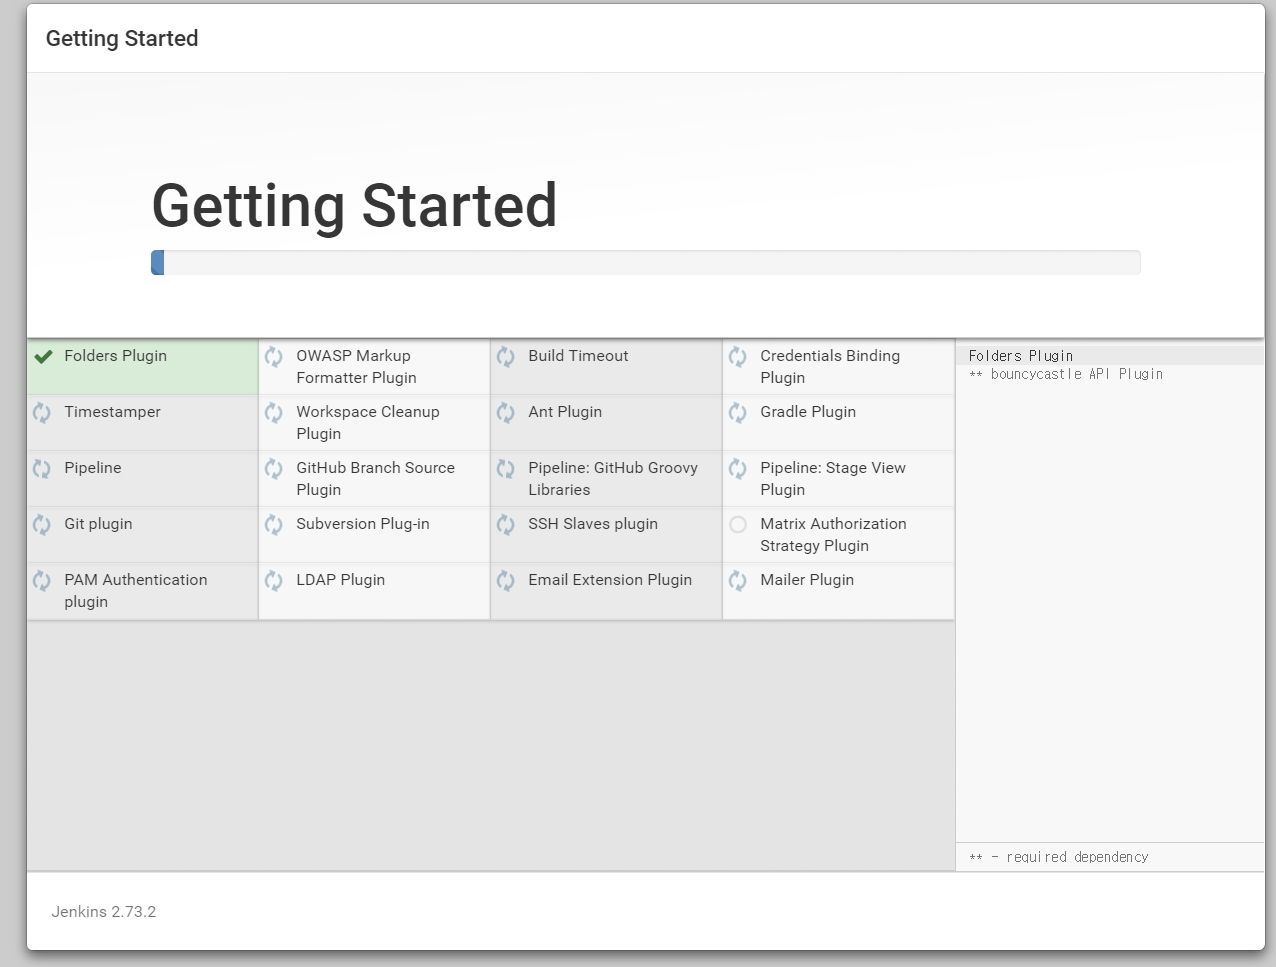 Getting Started
Getting Started
Folders Plugin
OWASP Markup
Formatter Plugin
Build Timeout
Credentials Binding
Plugin
Timestamper
Workspace Cleanup
Plugin
Ant Plugin
Gradle Plugin
Pipeline
GitHub Branch Source
Plugin
Pipeline: GitHub Groovy
Libraries
Pipeline: Stage View
Plugin
Git plugin
Subversion Plug-in
SSH Slaves plugin
Matrix Authorization
Strategy Plugin
PAM Authentication
plugin
LDAP Plugin
Email Extension Plugin
Mailer Plugin
Folders Plugin
** bouncycastle API Plugin
** - required dependency
Jenkins 2.73.2